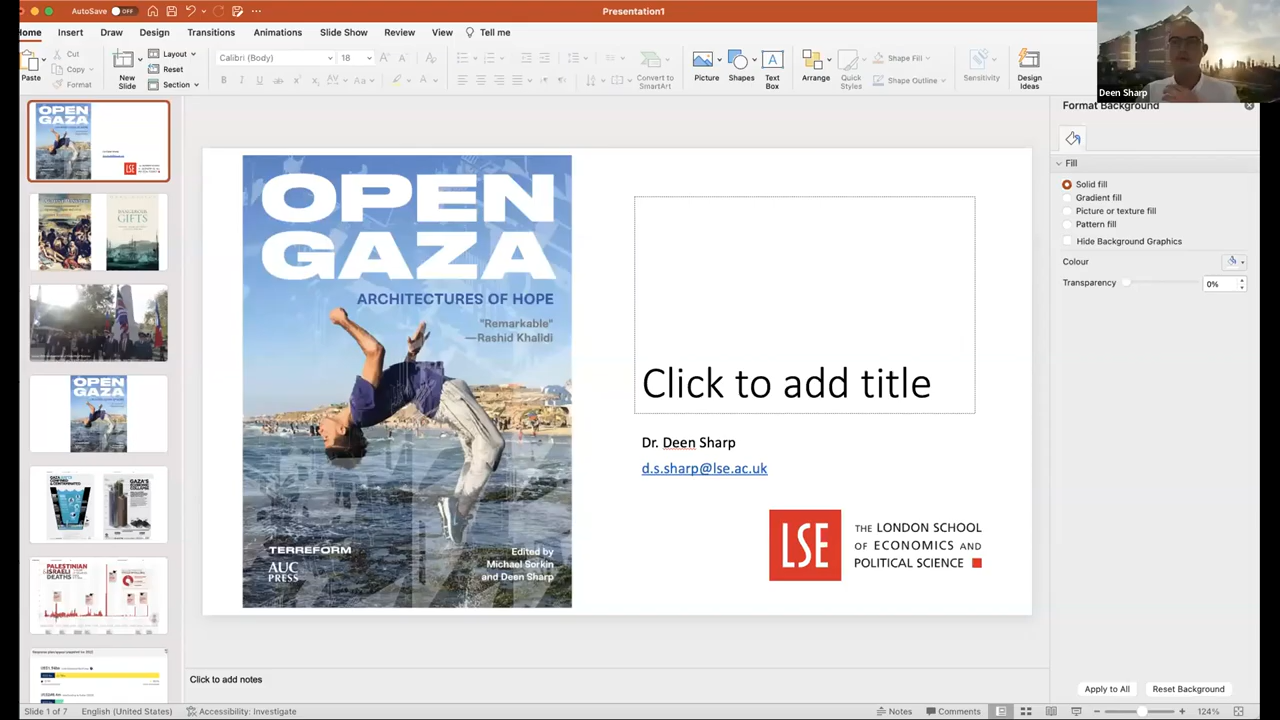 AutoSave OFF
Presentation1
Home Insert Draw Design Transitions Animations Slide Show Review View Tell me
Paste
Cut
Copy
Format
New Slide
Layout
Reset
Section
Calibri (Body) 18
Convert to SmartArt
Picture
Shapes
Text Box
Arrange
Quick Styles
Shape Fill
Shape Outline
Sensitivity
Design Ideas
Deen Sharp
Format Background
Fill
Solid fill
Gradient fill
Picture or texture fill
Pattern fill
Hide Background Graphics
Colour
Transparency 0%
Apply to All Reset Background
OPEN
GAZA
OPEN
GAZA
GAZA'S
PALESTINIAN
ISRAELI
DEATHS
OPEN
GAZA
ARCHITECTURES OF HOPE
"Remarkable"
—Rashid Khalidi
TERREFORM
AUC
PRESS
Edited by
Michael Sorkin
and Deen Sharp
Click to add title
Dr. Deen Sharp
d.s.sharp@lse.ac.uk
LSE
THE LONDON SCHOOL
OF ECONOMICS AND
POLITICAL SCIENCE
Click to add notes
Slide 1 of 7 English (United States) Accessibility: Investigate Notes Comments 124%